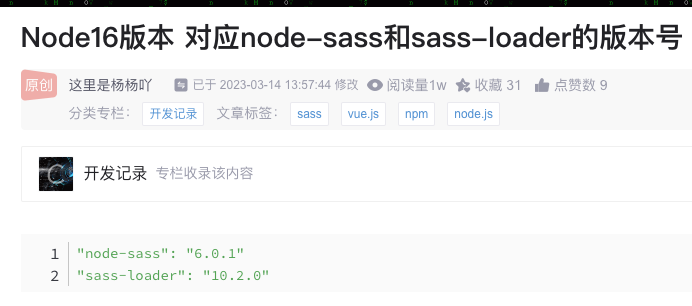 Node16版本 对应node-sass和sass-loader的版本号
原创 这里是杨杨吖 已于 2023-03-14 13:57:44 修改 阅读量1w 收藏 31 点赞数 9
分类专栏： 开发记录 文章标签： sass vue.js npm node.js
开发记录 专栏收录该内容
1 "node-sass": "6.0.1"
2 "sass-loader": "10.2.0"